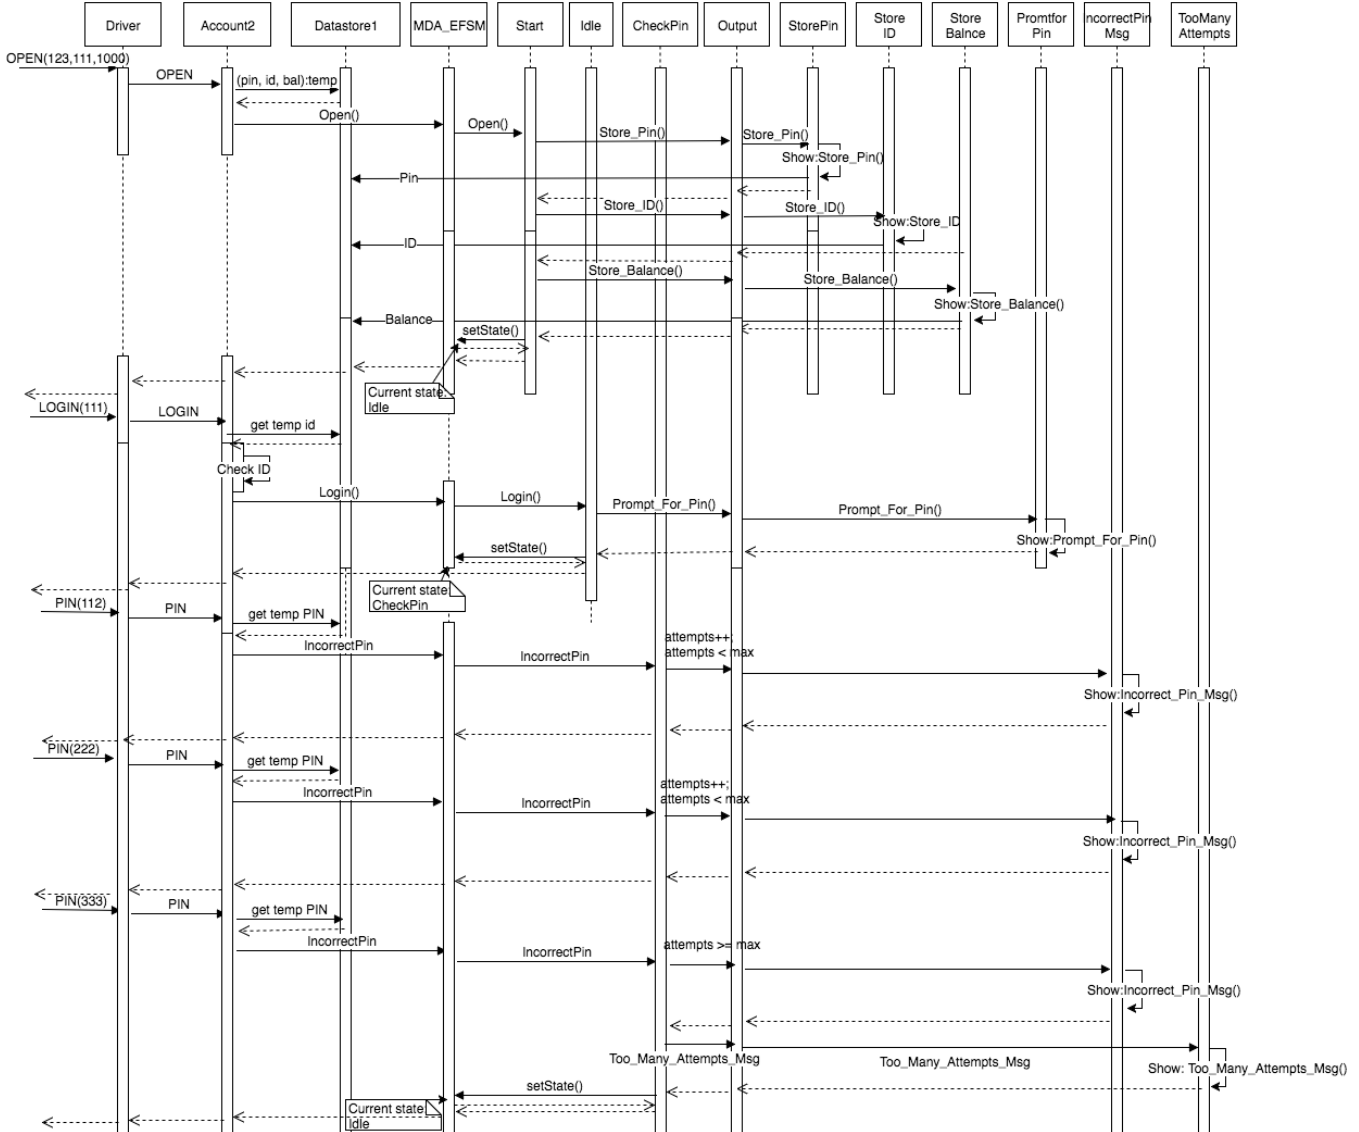 Driver
Account2
Datastore1
MDA_EFSM
Start
Idle
CheckPin
Output
StorePin
Store
ID
Store
Balnce
Promtfor
Pin
IncorrectPin
Msg
TooMany
Attempts
OPEN(123,111,1000)
OPEN
(pin, id, bal):temp
Open()
Open()
Store_Pin()
Store_Pin()
Show:Store_Pin()
Pin
Store_ID()
Store_ID()
Show:Store_ID
ID
Store_Balance()
Store_Balance()
Show:Store_Balance()
Balance
setState()
Current state:
Idle
LOGIN(111)
LOGIN
get temp id
Check ID
Login()
Login()
Prompt_For_Pin()
Prompt_For_Pin()
Show:Prompt_For_Pin()
setState()
Current state:
CheckPin
PIN(112)
PIN
get temp PIN
IncorrectPin
IncorrectPin
attempts++;
attempts < max
Show:Incorrect_Pin_Msg()
PIN(222)
PIN
get temp PIN
IncorrectPin
IncorrectPin
attempts++;
attempts < max
Show:Incorrect_Pin_Msg()
PIN(333)
PIN
get temp PIN
IncorrectPin
IncorrectPin
attempts >= max
Show:Incorrect_Pin_Msg()
Too_Many_Attempts_Msg
Too_Many_Attempts_Msg
Show: Too_Many_Attempts_Msg()
setState()
Current state:
Idle